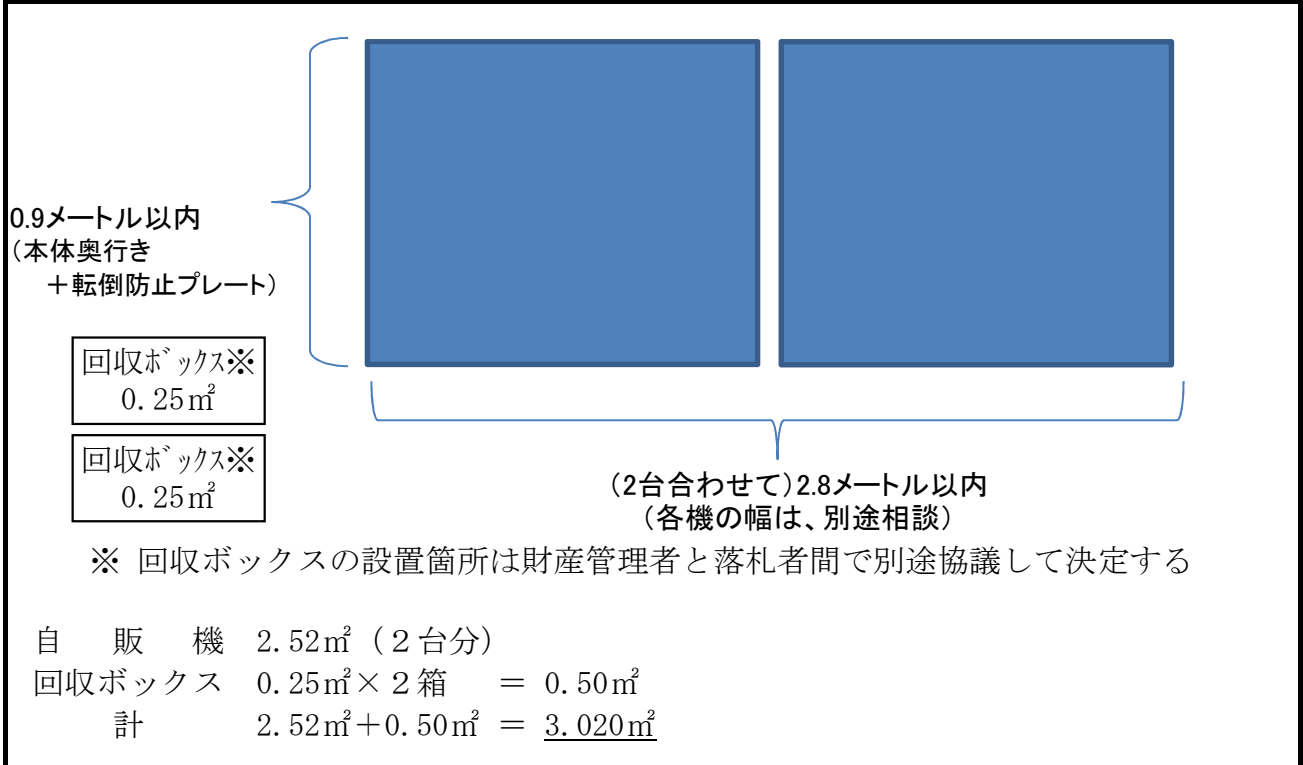 0.9メートル以内
（本体奥行き
＋転倒防止プレート）
回収ﾎﾞｯｸｽ※
0.25㎡
回収ﾎﾞｯｸｽ※
0.25㎡
（2台合わせて）2.8メートル以内
（各機の幅は、別途相談）
※ 回収ボックスの設置箇所は財産管理者と落札者間で別途協議して決定する
自　販　機　2.52㎡（２台分）
回収ボックス　0.25㎡×２箱　＝ 0.50㎡
計　2.52㎡＋0.50㎡ ＝ 3.020㎡